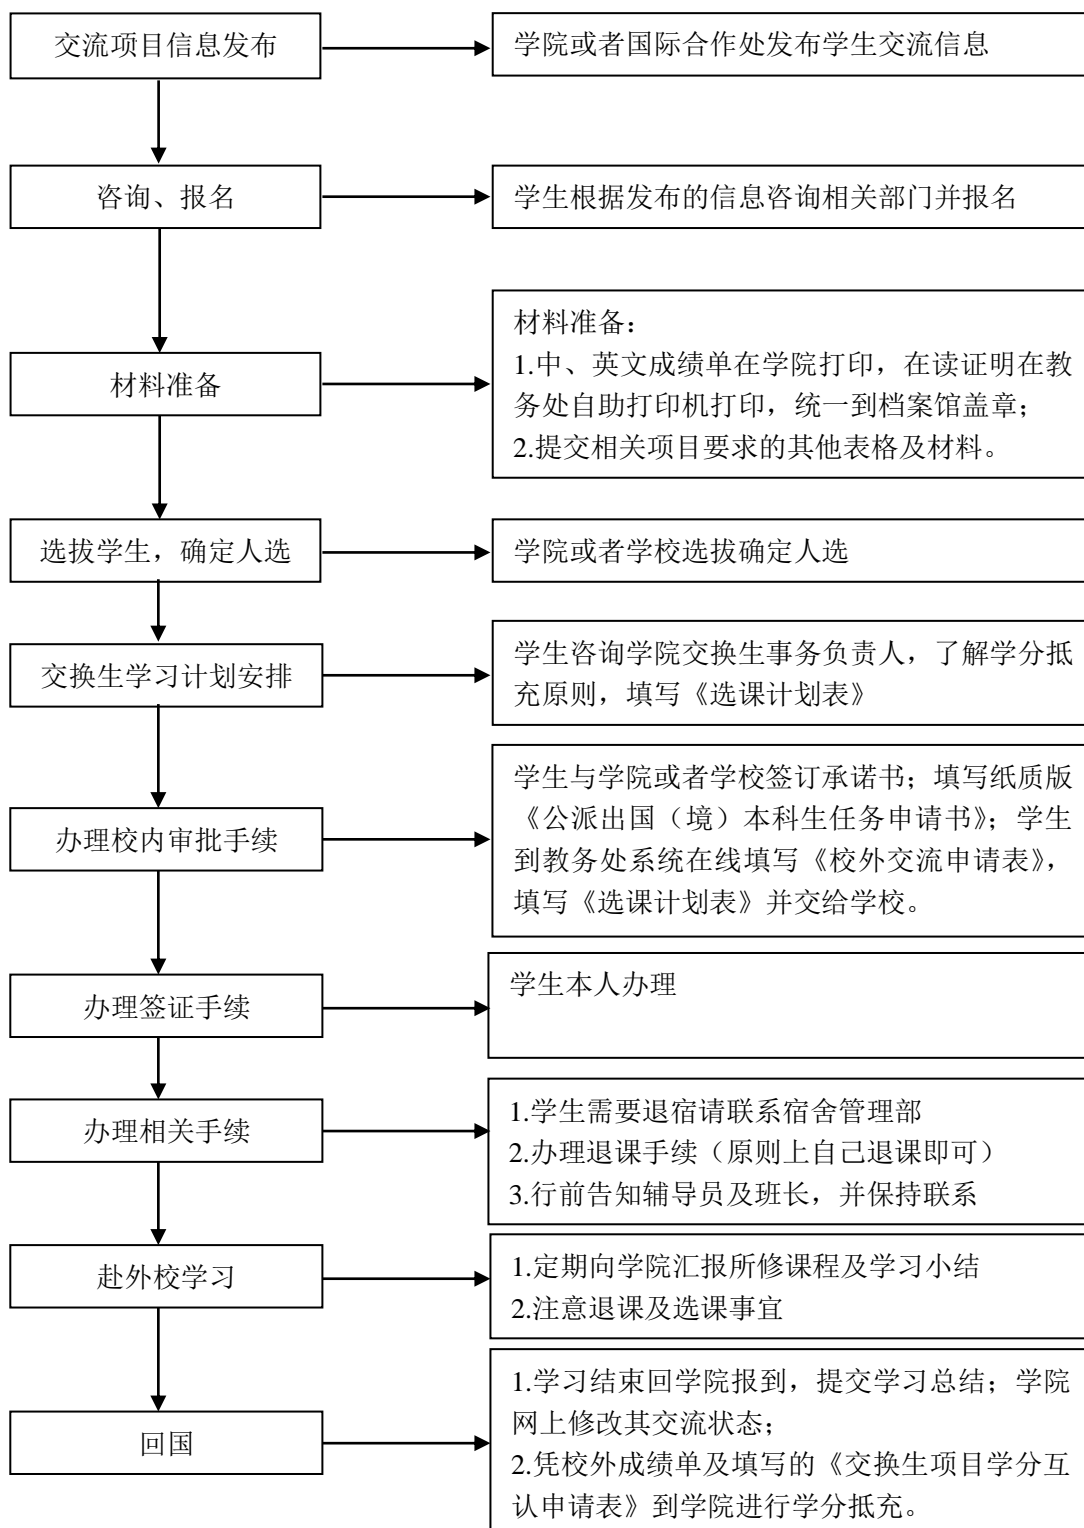 交流项目信息发布
学院或者国际合作处发布学生交流信息
咨询、报名
学生根据发布的信息咨询相关部门并报名
材料准备
材料准备：
1.中、英文成绩单在学院打印，在读证明在教
务处自助打印机打印，统一到档案馆盖章；
2.提交相关项目要求的其他表格及材料。
选拔学生，确定人选
学院或者学校选拔确定人选
交换生学习计划安排
学生咨询学院交换生事务负责人，了解学分抵
充原则，填写《选课计划表》
办理校内审批手续
学生与学院或者学校签订承诺书；填写纸质版
《公派出国（境）本科生任务申请书》；学生
到教务处系统在线填写《校外交流申请表》，
填写《选课计划表》并交给学校。
办理签证手续
学生本人办理
办理相关手续
1.学生需要退宿请联系宿舍管理部
2.办理退课手续（原则上自己退课即可）
3.行前告知辅导员及班长，并保持联系
赴外校学习
1.定期向学院汇报所修课程及学习小结
2.注意退课及选课事宜
回国
1.学习结束回学院报到，提交学习总结；学院
网上修改其交流状态；
2.凭校外成绩单及填写的《交换生项目学分互
认申请表》到学院进行学分抵充。